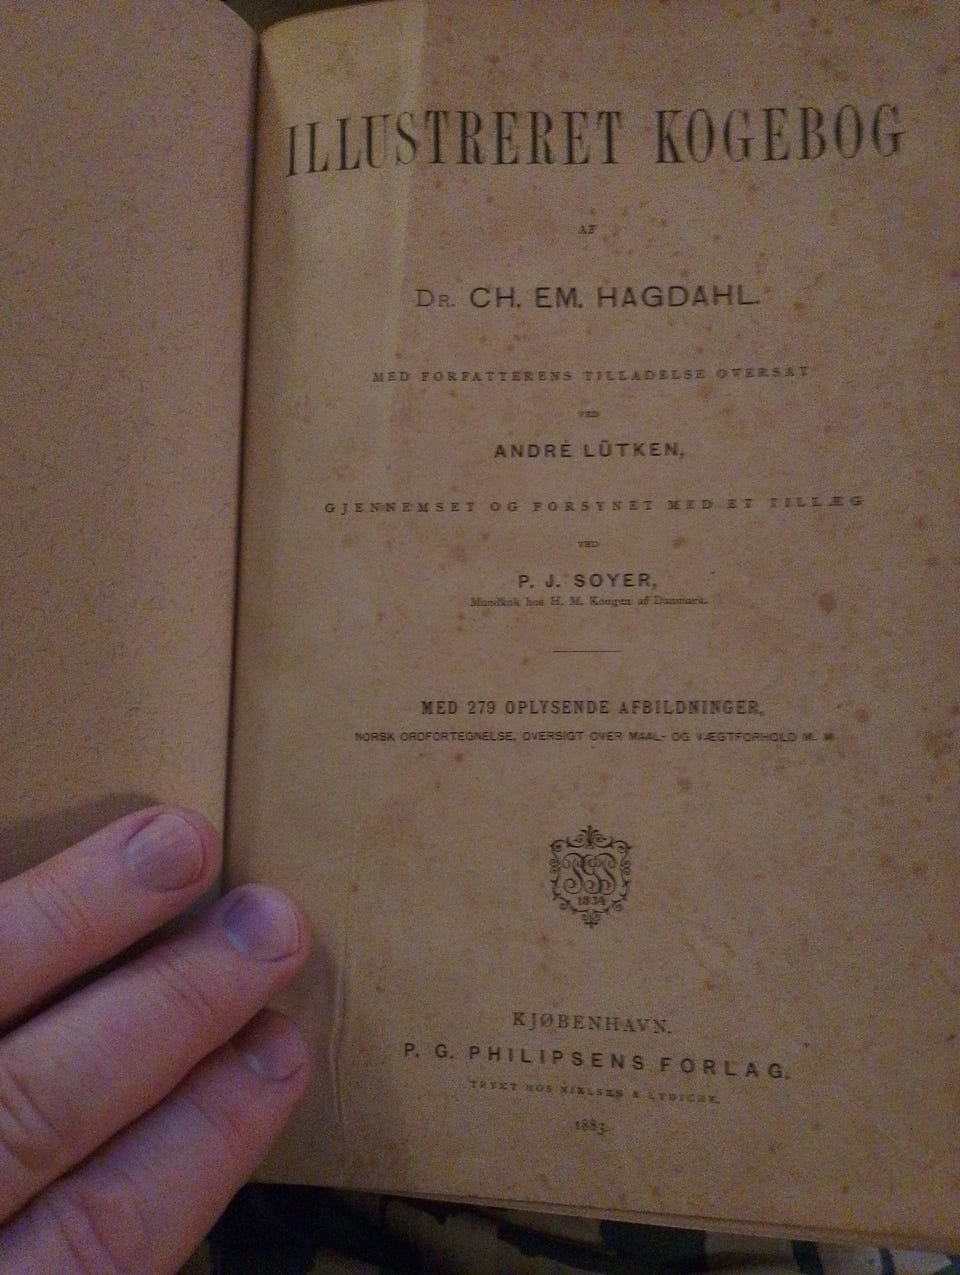 ILLUSTRERET KOGEBOG
AF
DR. CH. EM. HAGDAHL.
MED FORFATTERENS TILLADELSE OVERSAT
VED
ANDRÉ LÜTKEN,
GJENNEMSET OG FORSYNET MED ET TILLÆG
VED
P. J. SOYER,
Mundkok hos H. M. Kongen af Danmark.
MED 279 OPLYSENDE AFBILDNINGER,
NORSK ORDFORTEGNELSE, OVERSIGT OVER MAAL- OG VÆGTFORHOLD M. M.
KJØBENHAVN.
P. G. PHILIPSENS FORLAG.
TRYKT HOS NIELSEN & LYDICHE.
1883.